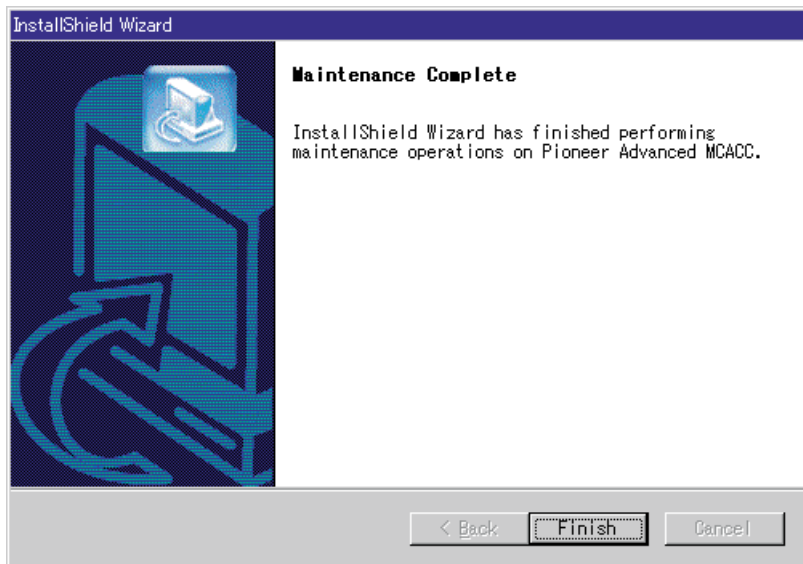 InstallShield Wizard
Maintenance Complete
InstallShield Wizard has finished performing
maintenance operations on Pioneer Advanced MCACC.
< Back
Finish
Cancel